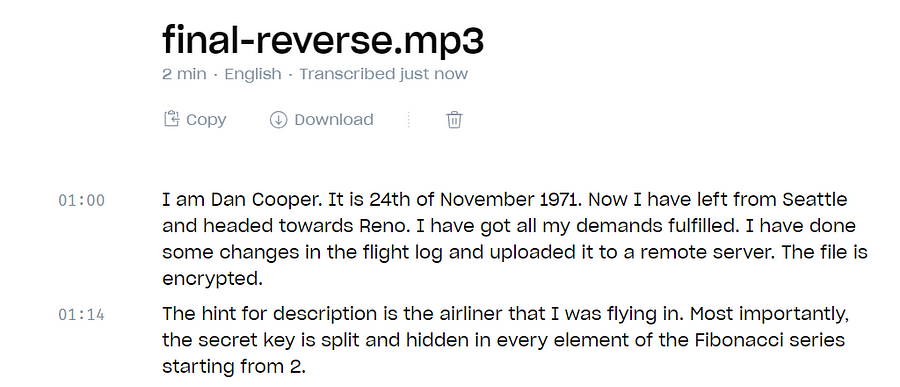 final-reverse.mp3
2 min · English · Transcribed just now
Copy Download
01:00 I am Dan Cooper. It is 24th of November 1971. Now I have left from Seattle
and headed towards Reno. I have got all my demands fulfilled. I have done
some changes in the flight log and uploaded it to a remote server. The file is
encrypted.
01:14 The hint for description is the airliner that I was flying in. Most importantly,
the secret key is split and hidden in every element of the Fibonacci series
starting from 2.